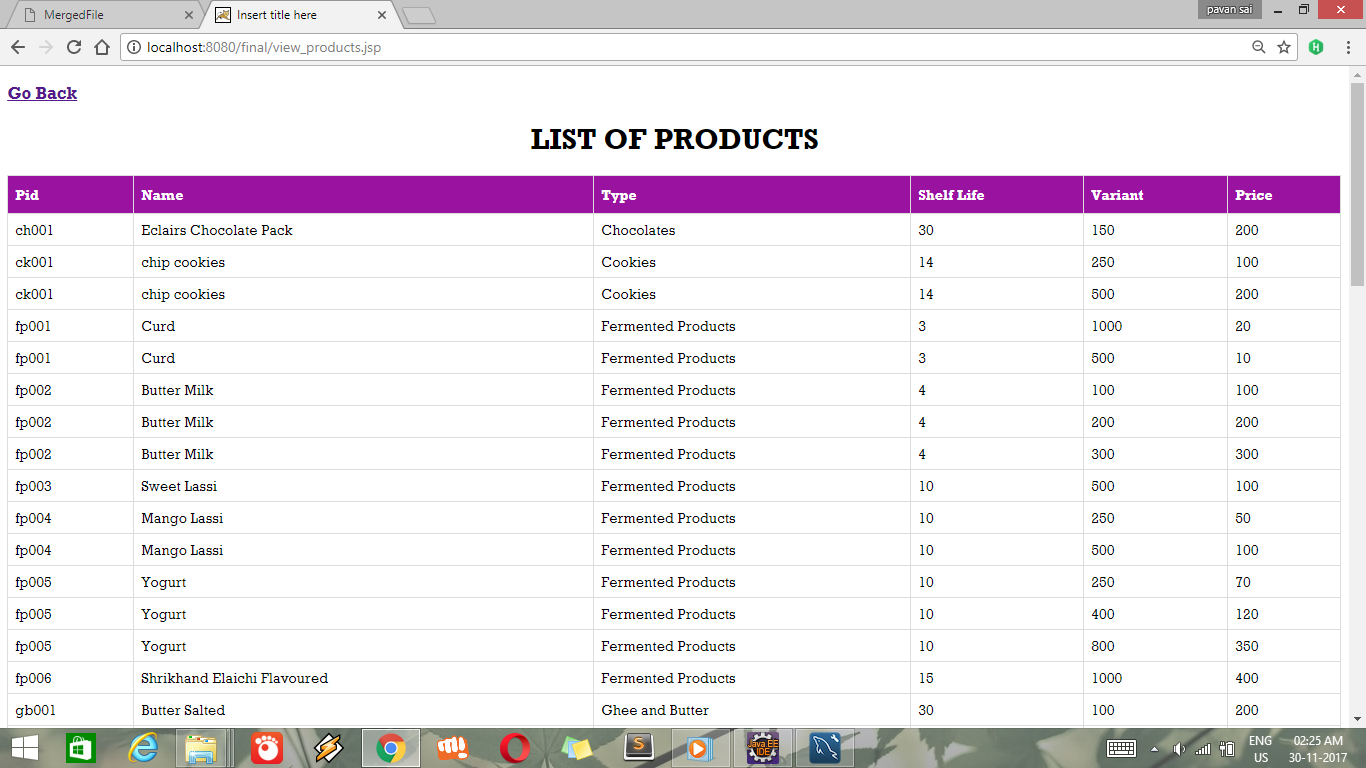 MergedFile
Insert title here
pavan sai
localhost:8080/final/view_products.jsp
Go Back
LIST OF PRODUCTS
Pid Name Type Shelf Life Variant Price
ch001 Eclairs Chocolate Pack Chocolates 30 150 200
ck001 chip cookies Cookies 14 250 100
ck001 chip cookies Cookies 14 500 200
fp001 Curd Fermented Products 3 1000 20
fp001 Curd Fermented Products 3 500 10
fp002 Butter Milk Fermented Products 4 100 100
fp002 Butter Milk Fermented Products 4 200 200
fp002 Butter Milk Fermented Products 4 300 300
fp003 Sweet Lassi Fermented Products 10 500 100
fp004 Mango Lassi Fermented Products 10 250 50
fp004 Mango Lassi Fermented Products 10 500 100
fp005 Yogurt Fermented Products 10 250 70
fp005 Yogurt Fermented Products 10 400 120
fp005 Yogurt Fermented Products 10 800 350
fp006 Shrikhand Elaichi Flavoured Fermented Products 15 1000 400
gb001 Butter Salted Ghee and Butter 30 100 200
Java EE
IDE
ENG 02:25 AM
US 30-11-2017